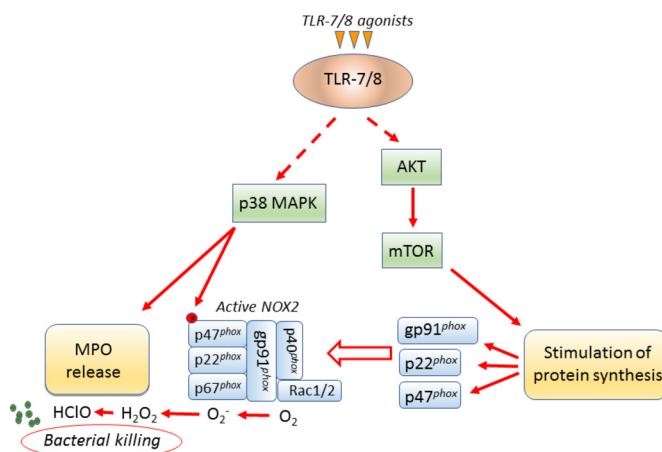 TLR-7/8 agonists
TLR-7/8
AKT
p38 MAPK
mTOR
Active NOX2
p47phox
p22phox
p67phox
gp91phox
p40phox
Rac1/2
gp91phox
p22phox
p47phox
Stimulation of
protein synthesis
MPO
release
HClO H₂O₂ O₂⁻ O₂
Bacterial killing